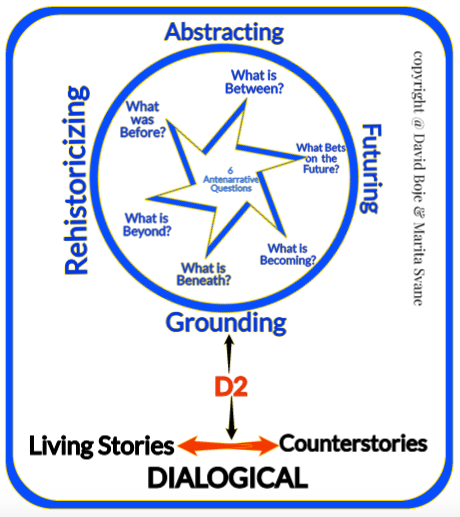 Abstracting
What is
Between?
What
was
Before?
What Bets
on the
Future?
6
Antenarrative
Questions
What is
Beyond?
What is
Becoming?
What is
Beneath?
Rehistoricizing
Futuring
copyright @ David Boje & Marita Svane
Grounding
D2
Living Stories
Counterstories
DIALOGICAL